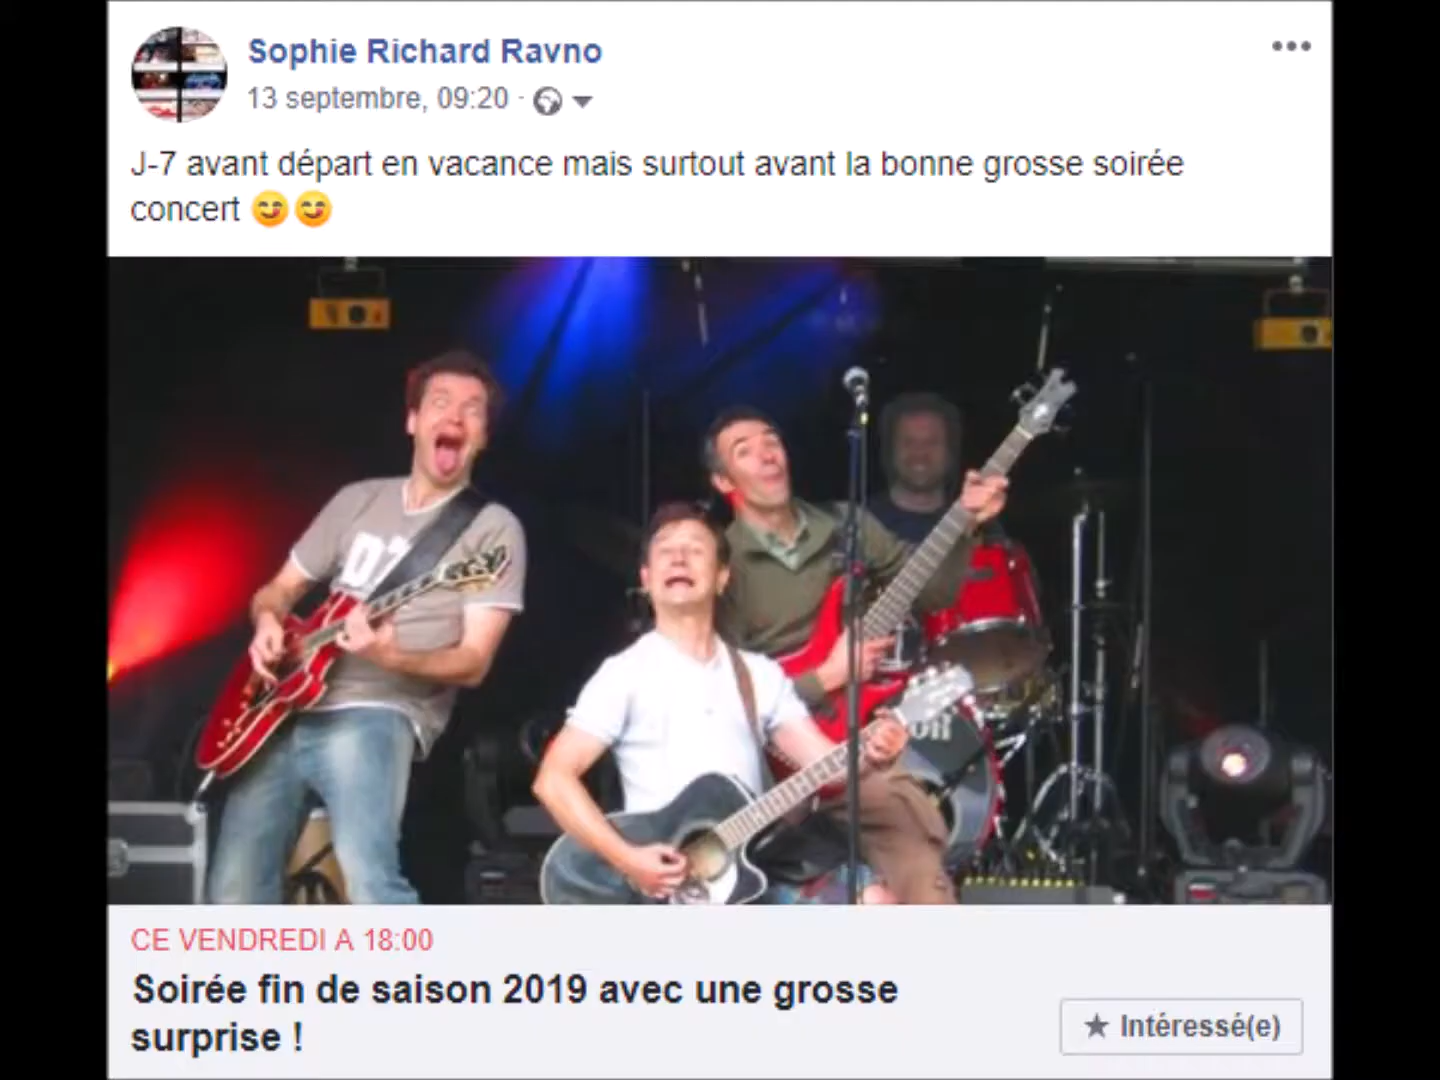 Sophie Richard Ravno
13 septembre, 09:20 ·
J-7 avant départ en vacance mais surtout avant la bonne grosse soirée
concert 😋😋
CE VENDREDI A 18:00
Soirée fin de saison 2019 avec une grosse
surprise !
★ Intéressé(e)